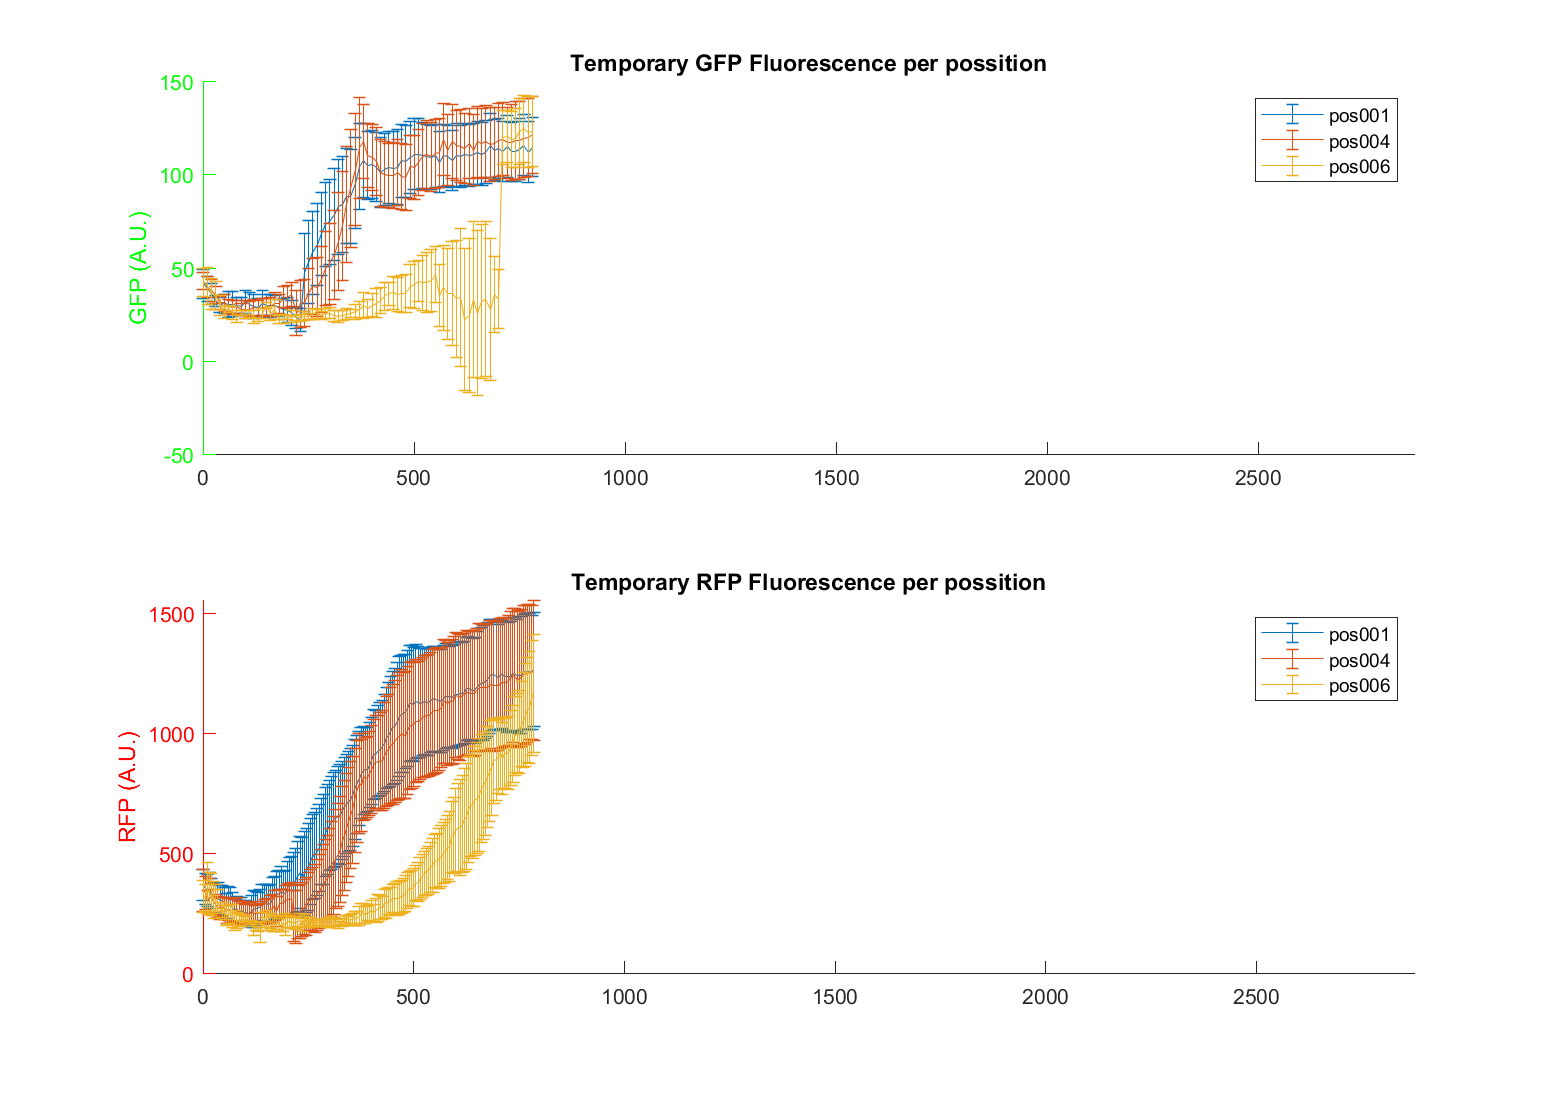 Temporary GFP Fluorescence per possition
150
100
50
0
-50
GFP (A.U.)
0 500 1000 1500 2000 2500
pos001
pos004
pos006
Temporary RFP Fluorescence per possition
1500
1000
500
0
RFP (A.U.)
0 500 1000 1500 2000 2500
pos001
pos004
pos006